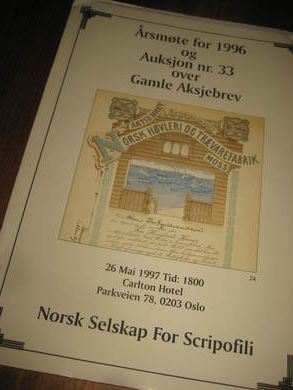 Årsmøte for 1996
og
Auksjon nr. 33
over
Gamle Aksjebrev
NORSK HØVLERI OG TRÆVAREFABRIK
MOSS
24
26 Mai 1997 Tid: 1800
Carlton Hotel
Parkveien 78, 0203 Oslo
Norsk Selskap For Scripofili